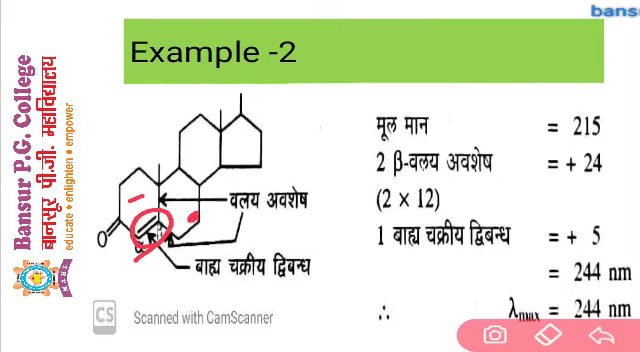 bans
Example -2
Bansur P.G. College
बानसूर पी.जी. महाविद्यालय
educate • enlighten • empower
मूल मान = 215
2 β-वलय अवशेष = + 24
(2 × 12)
1 बाह्य चक्रीय द्विबन्ध = + 5
= 244 nm
∴ λmax = 244 nm
वलय अवशेष
बाह्य चक्रीय द्विबन्ध
O
CS Scanned with CamScanner